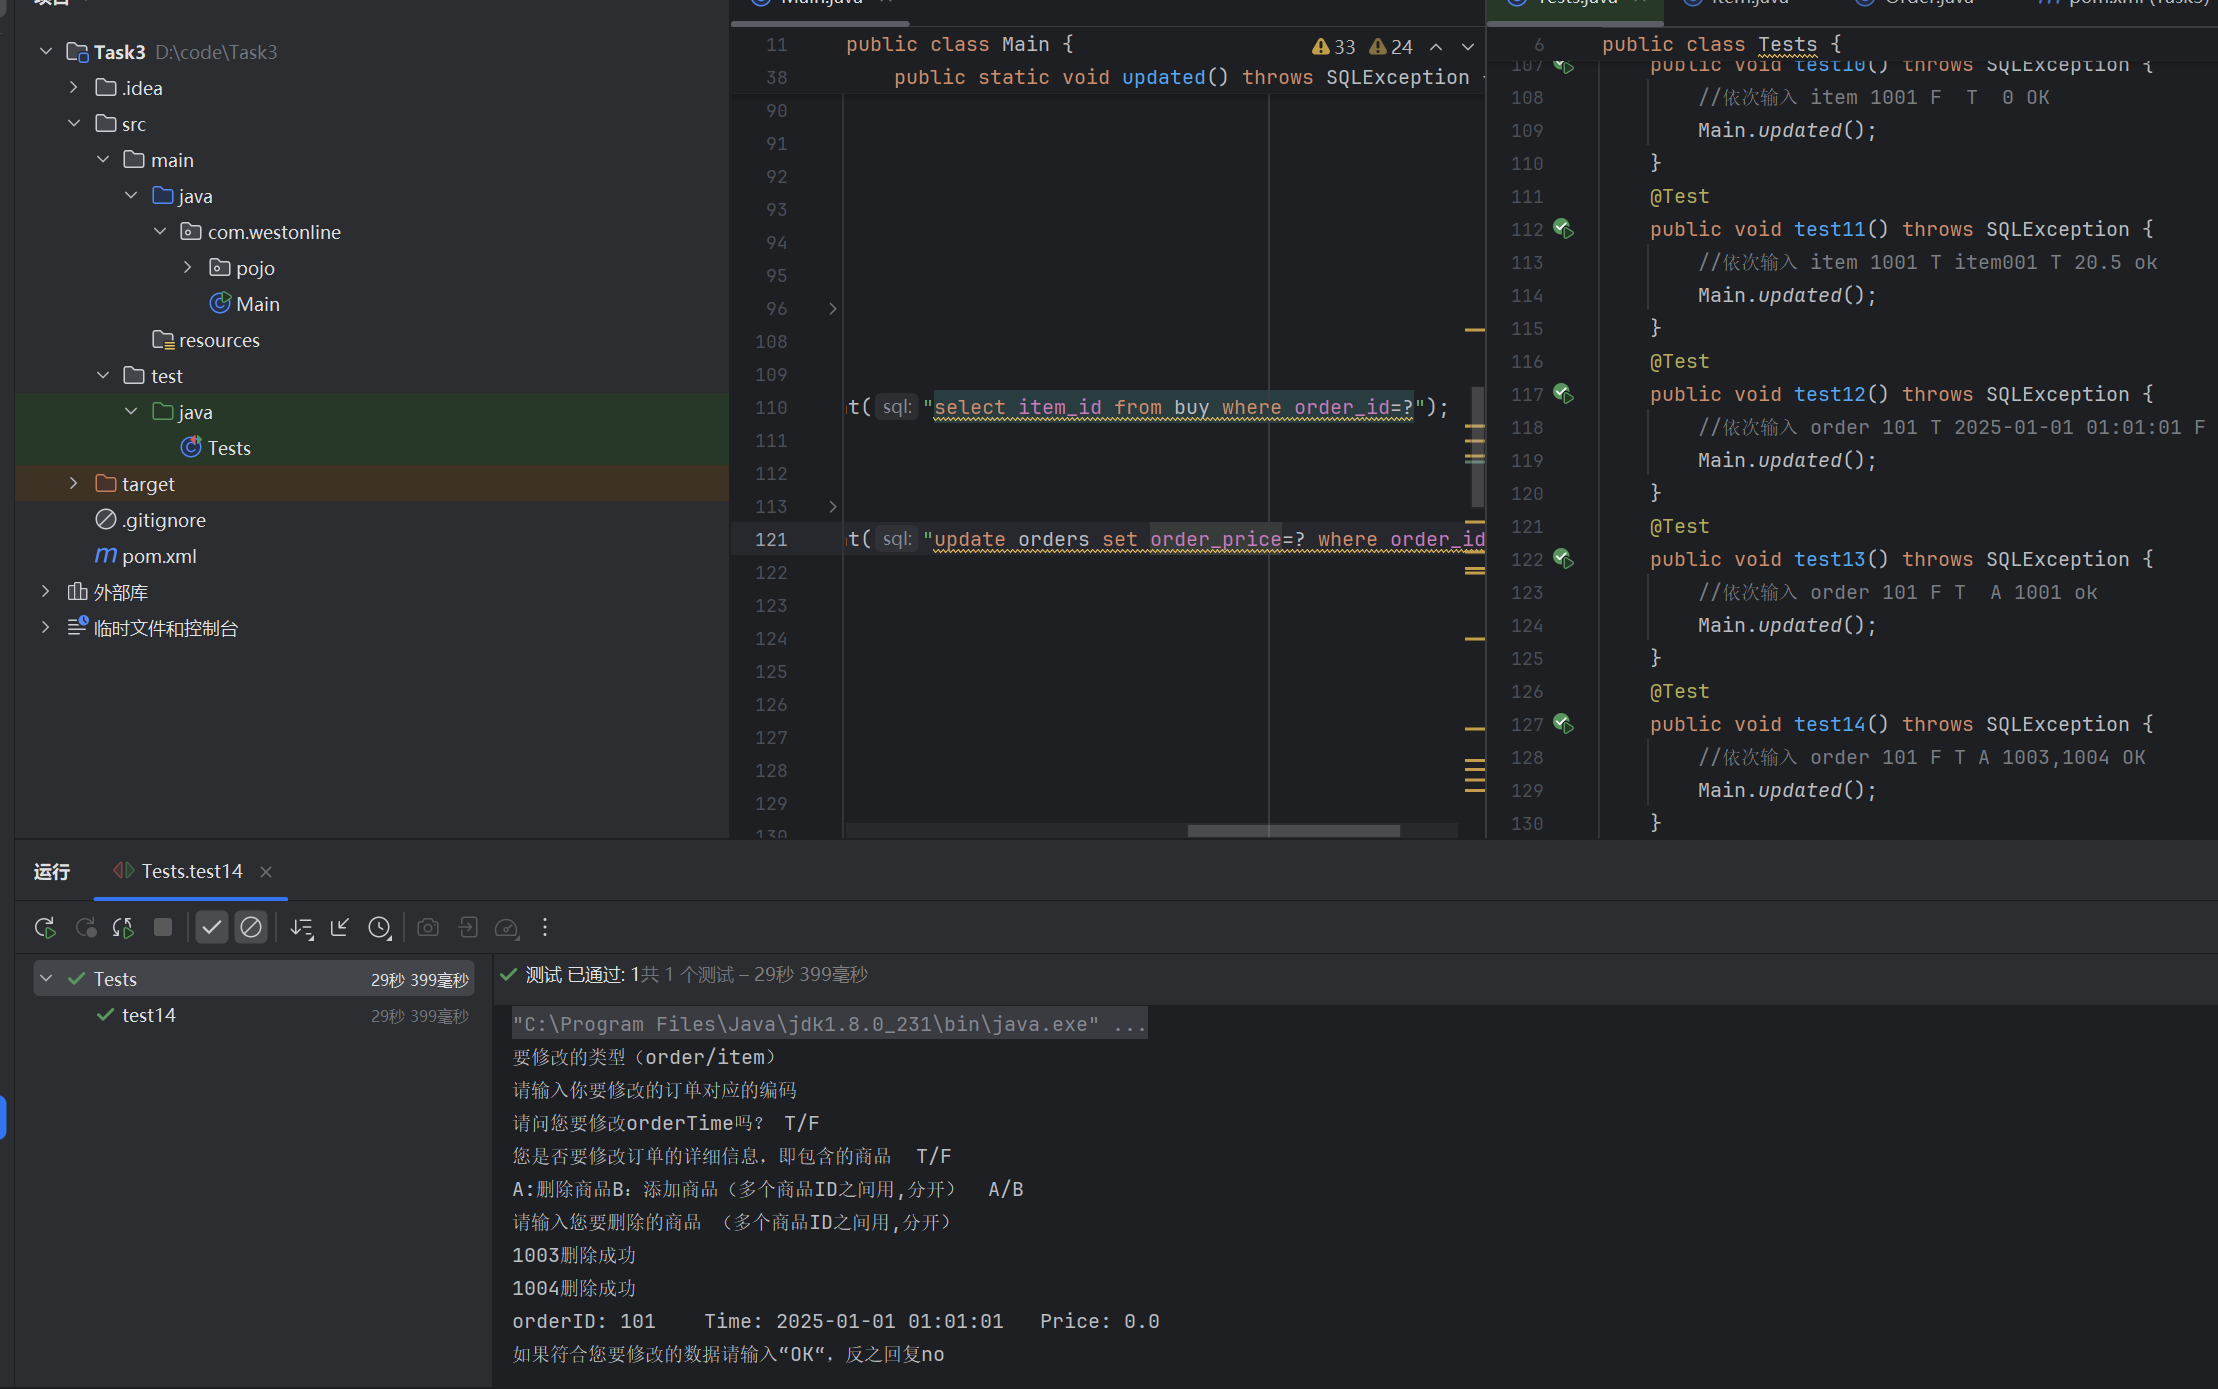 Task3 D:\code\Task3
.idea
src
main
java
com.westonline
pojo
Main
resources
test
java
Tests
target
.gitignore
pom.xml
外部库
临时文件和控制台
11 public class Main {
33 24
38 public static void updated() throws SQLException {
90
91
92
93
94
95
96
108
109
110 t( sql: "select item_id from buy where order_id=?");
111
112
113
121 t( sql: "update orders set order_price=? where order_id
122
123
124
125
126
127
128
129
130
6 public class Tests {
107 public void test10() throws SQLException {
108 //依次输入 item 1001 F  T  0 OK
109 Main.updated();
110 }
111 @Test
112 public void test11() throws SQLException {
113 //依次输入 item 1001 T item001 T 20.5 ok
114 Main.updated();
115 }
116 @Test
117 public void test12() throws SQLException {
118 //依次输入 order 101 T 2025-01-01 01:01:01 F
119 Main.updated();
120 }
121 @Test
122 public void test13() throws SQLException {
123 //依次输入 order 101 F T  A 1001 ok
124 Main.updated();
125 }
126 @Test
127 public void test14() throws SQLException {
128 //依次输入 order 101 F T A 1003,1004 OK
129 Main.updated();
130 }
运行 Tests.test14
Tests 29秒 399毫秒
test14 29秒 399毫秒
测试 已通过: 1共 1 个测试 – 29秒 399毫秒
"C:\Program Files\Java\jdk1.8.0_231\bin\java.exe" ...
要修改的类型（order/item）
请输入你要修改的订单对应的编码
请问您要修改orderTime吗？ T/F
您是否要修改订单的详细信息，即包含的商品  T/F
A:删除商品B：添加商品（多个商品ID之间用,分开）  A/B
请输入您要删除的商品 （多个商品ID之间用,分开）
1003删除成功
1004删除成功
orderID: 101    Time: 2025-01-01 01:01:01   Price: 0.0
如果符合您要修改的数据请输入“OK“，反之回复no